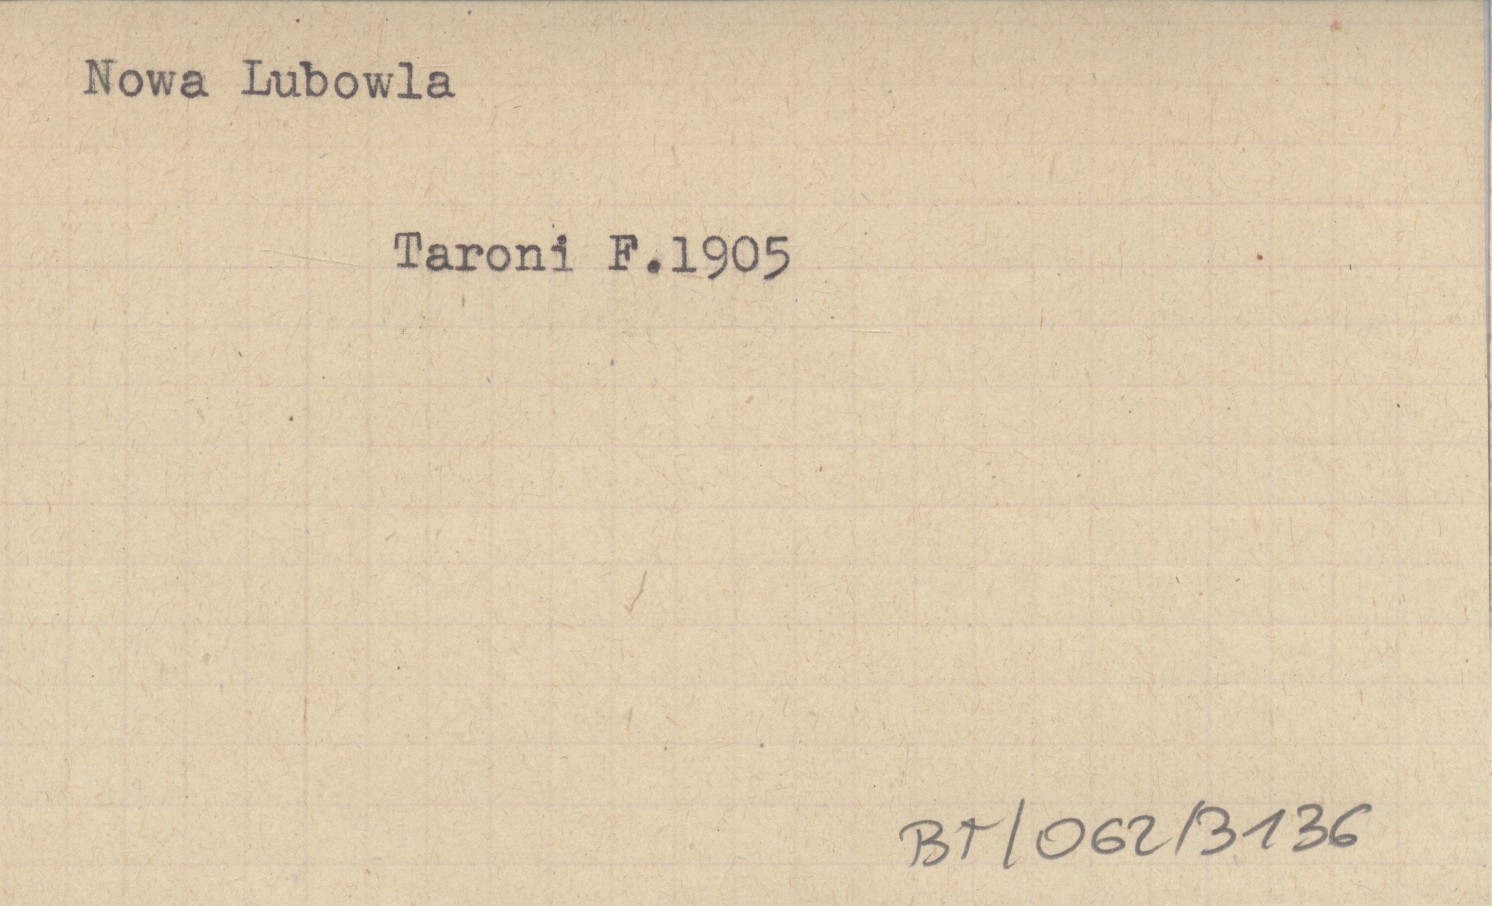 Nowa Lubowla
Taroni F.1905
BT/062/3136